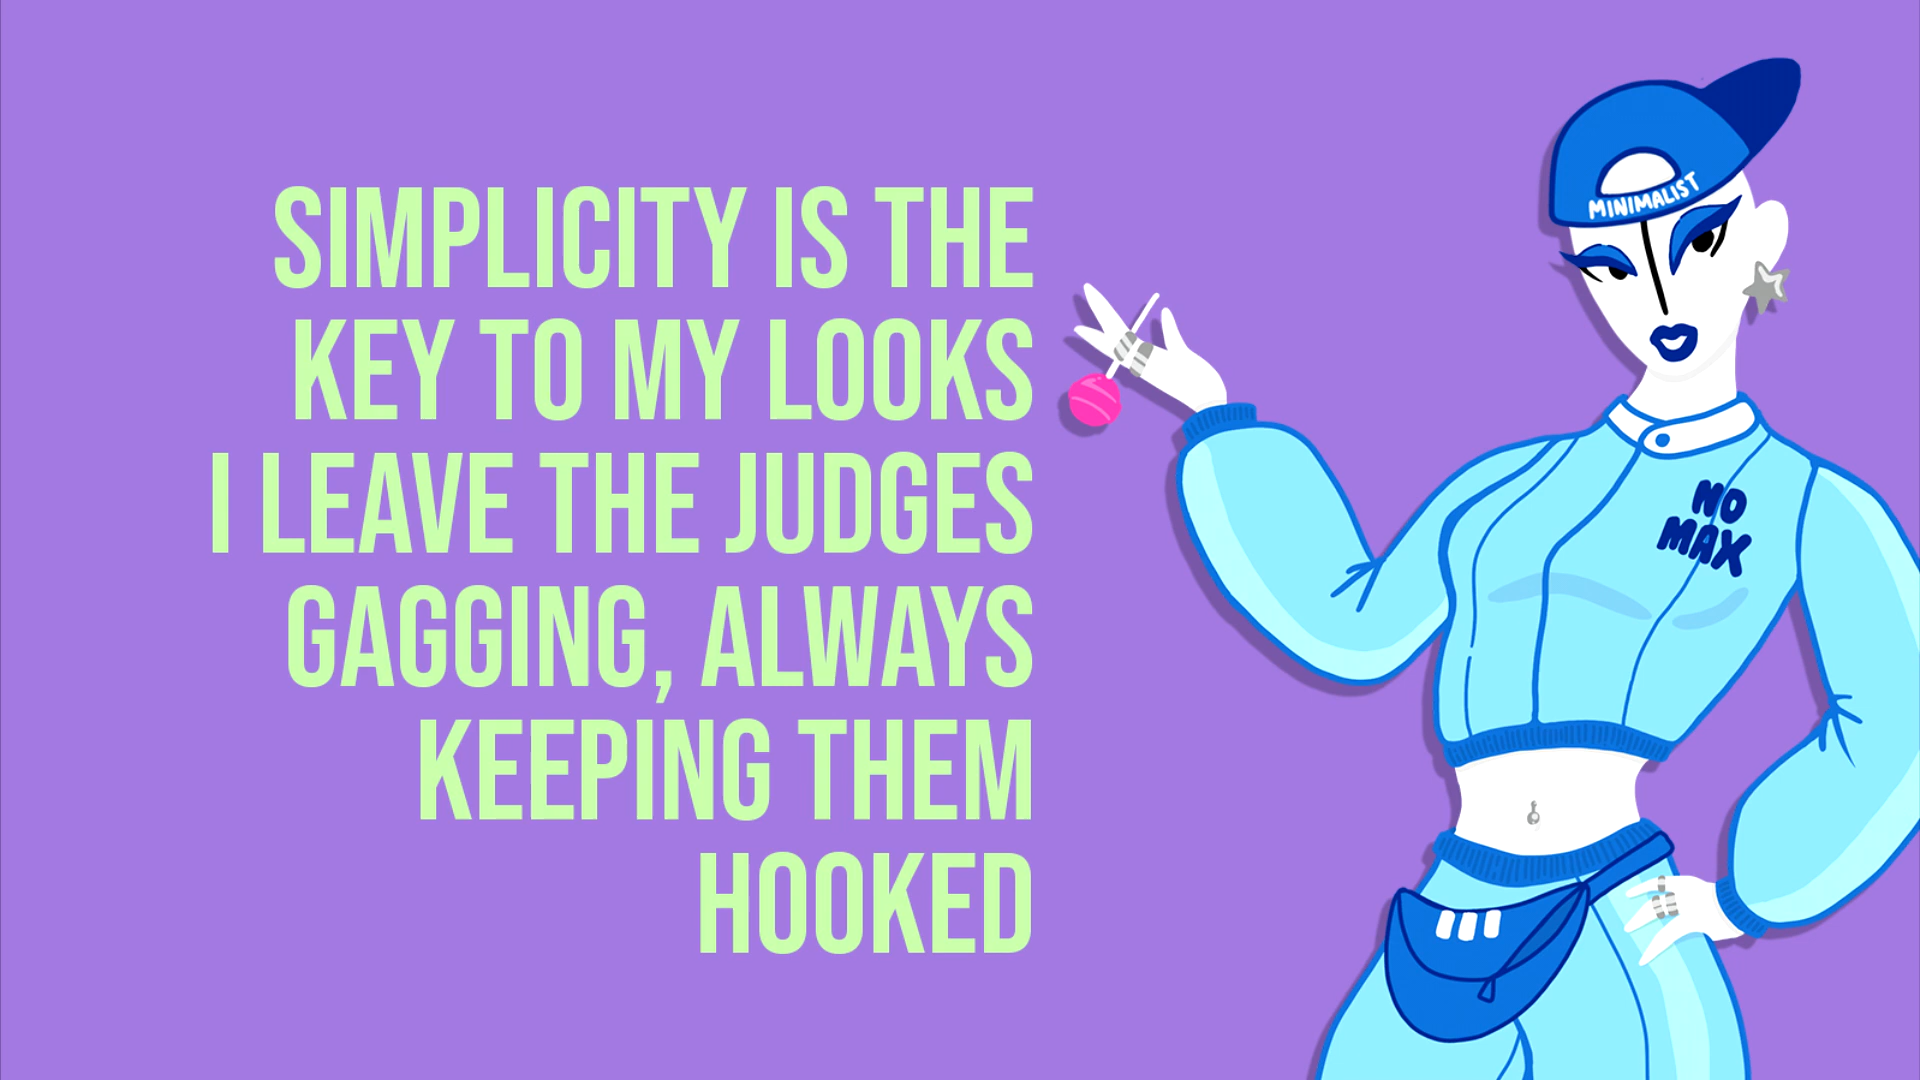 SIMPLICITY IS THE
KEY TO MY LOOKS
I LEAVE THE JUDGES
GAGGING, ALWAYS
KEEPING THEM
HOOKED
MINIMALIST
NO
MAX